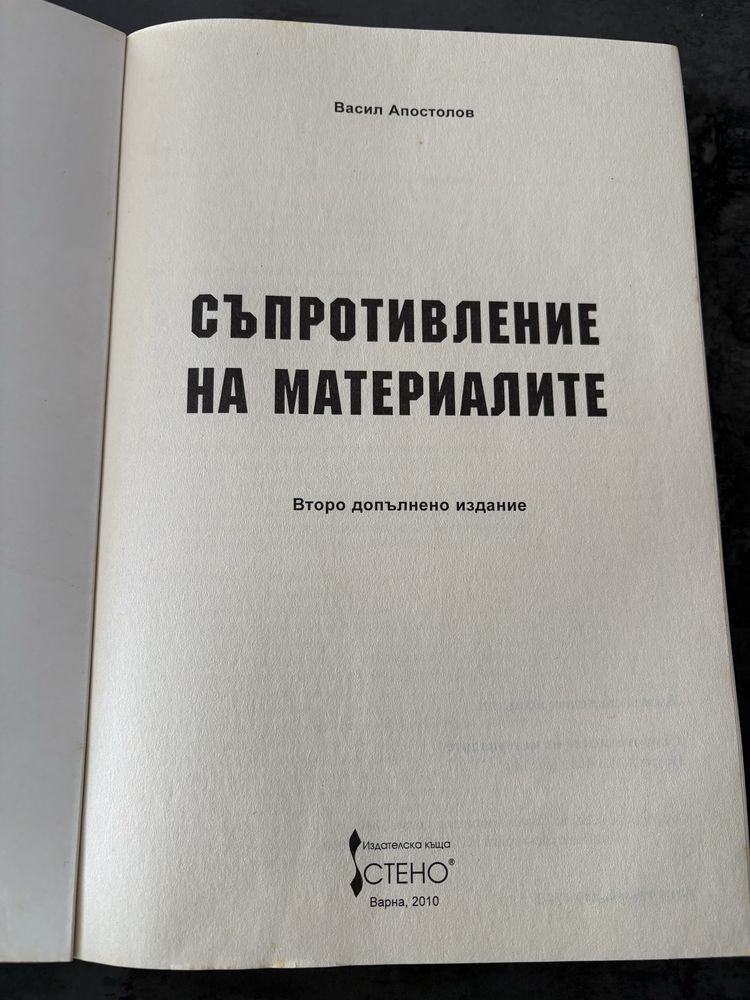 Васил Апостолов
СЪПРОТИВЛЕНИЕ
НА МАТЕРИАЛИТЕ
Второ допълнено издание
Издателска къща
СТЕНО®
Варна, 2010